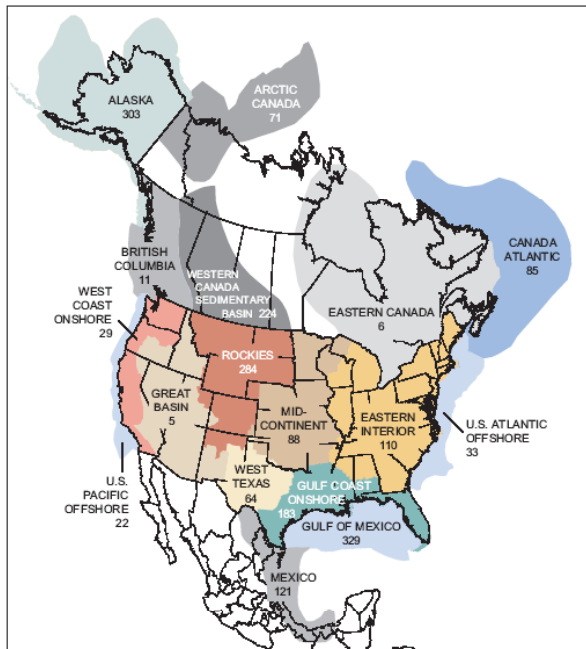 ALASKA
303
ARCTIC
CANADA
71
CANADA
ATLANTIC
85
BRITISH
COLUMBIA
11
WESTERN
CANADA
SEDIMENTARY
BASIN 224
EASTERN CANADA
6
WEST
COAST
ONSHORE
29
ROCKIES
284
GREAT
BASIN
5
MID-
CONTINENT
88
EASTERN
INTERIOR
110
U.S. ATLANTIC
OFFSHORE
33
WEST
TEXAS
64
GULF COAST
ONSHORE
183
U.S.
PACIFIC
OFFSHORE
22
GULF OF MEXICO
329
MEXICO
121